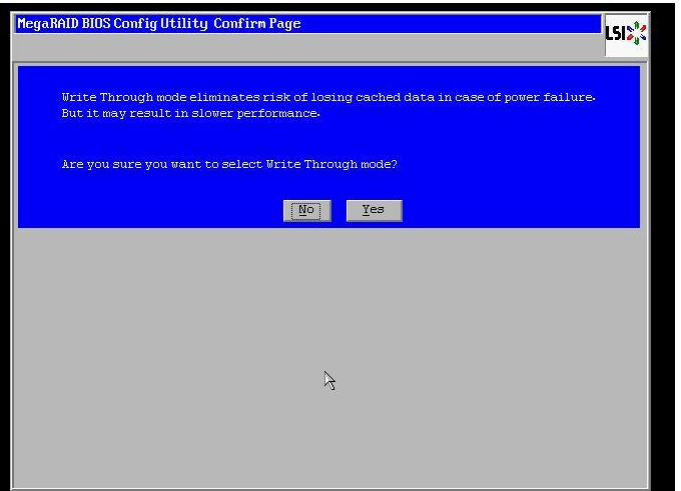 MegaRAID BIOS Config Utility Confirm Page
LSI
Write Through mode eliminates risk of losing cached data in case of power failure.
But it may result in slower performance.
Are you sure you want to select Write Through mode?
No
Yes